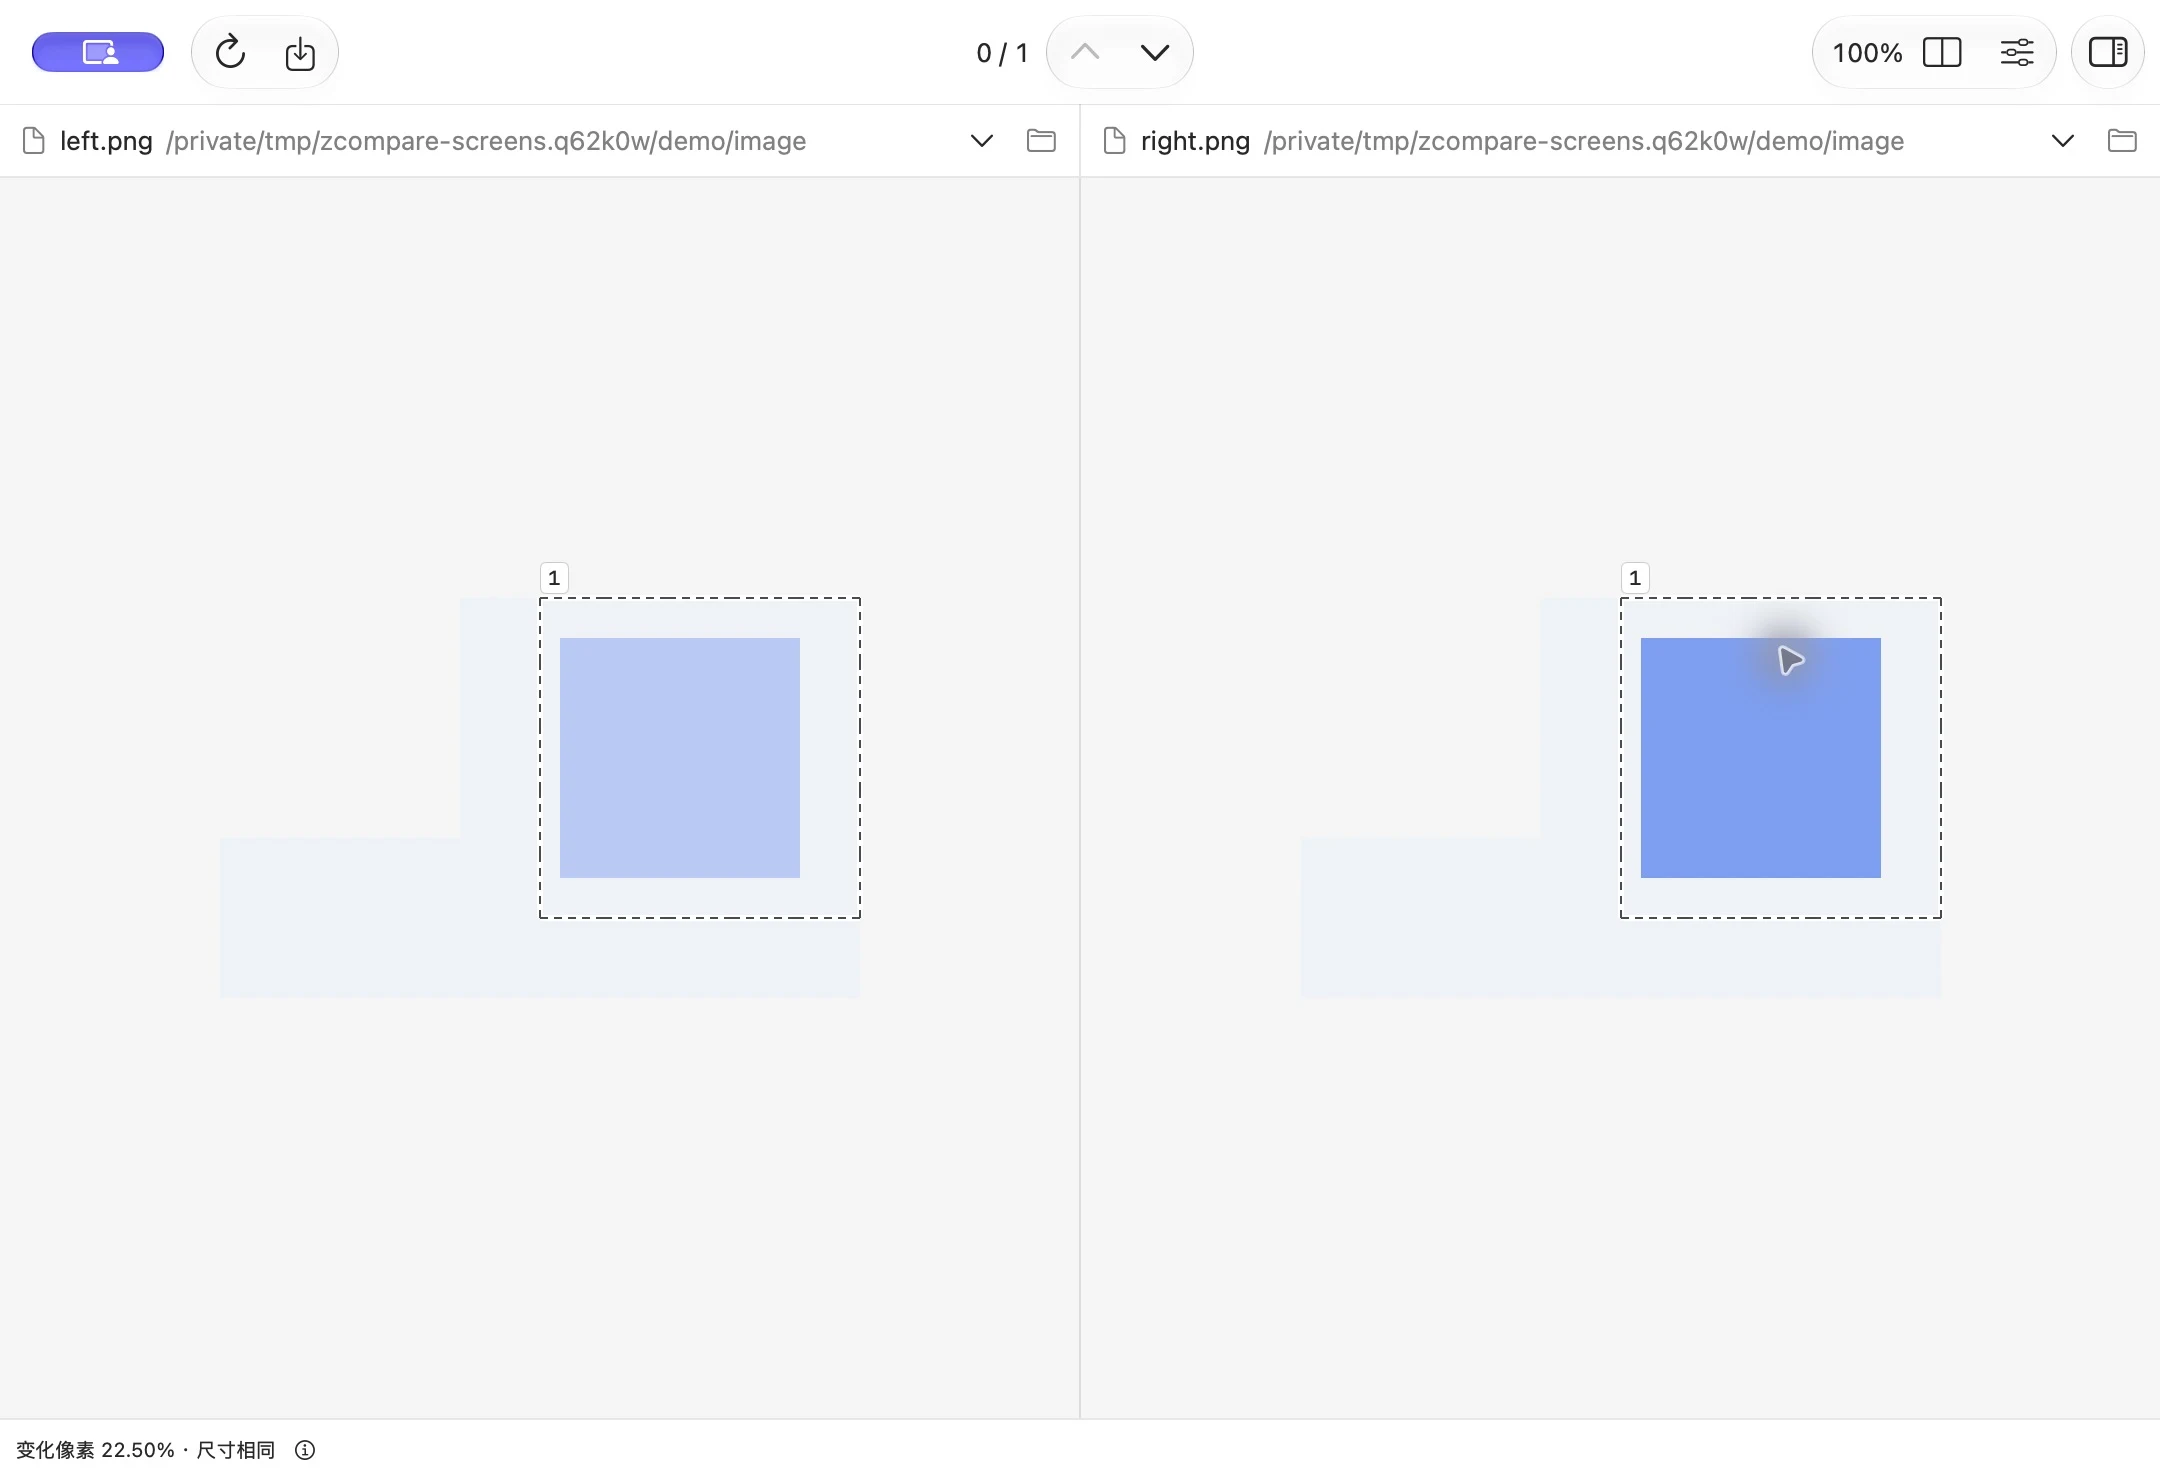 0 / 1
100%
left.png /private/tmp/zcompare-screens.q62k0w/demo/image
right.png /private/tmp/zcompare-screens.q62k0w/demo/image
1
1
变化像素 22.50% · 尺寸相同